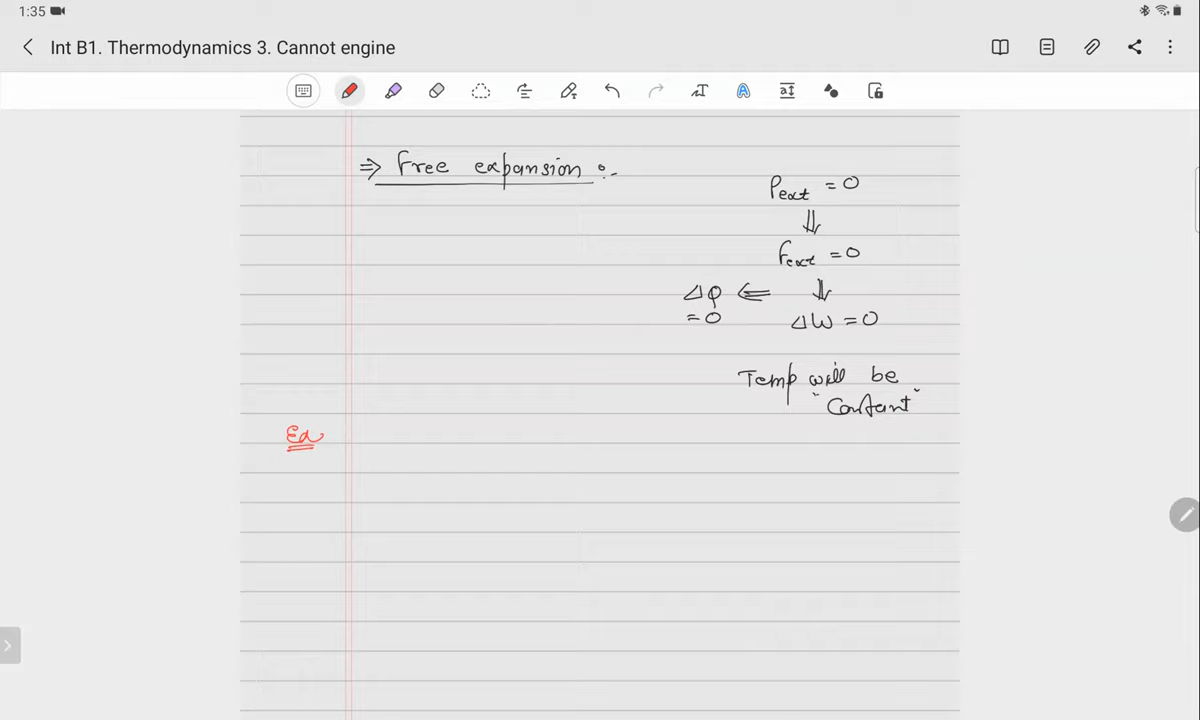 1:35
Int B1. Thermodynamics 3. Cannot engine
⇒ Free expansion :-
Pext = 0
⇓
Fext = 0
ΔQ ⇐ ⇓
= 0 ΔW = 0
Temp will be
"Constant"
Ex